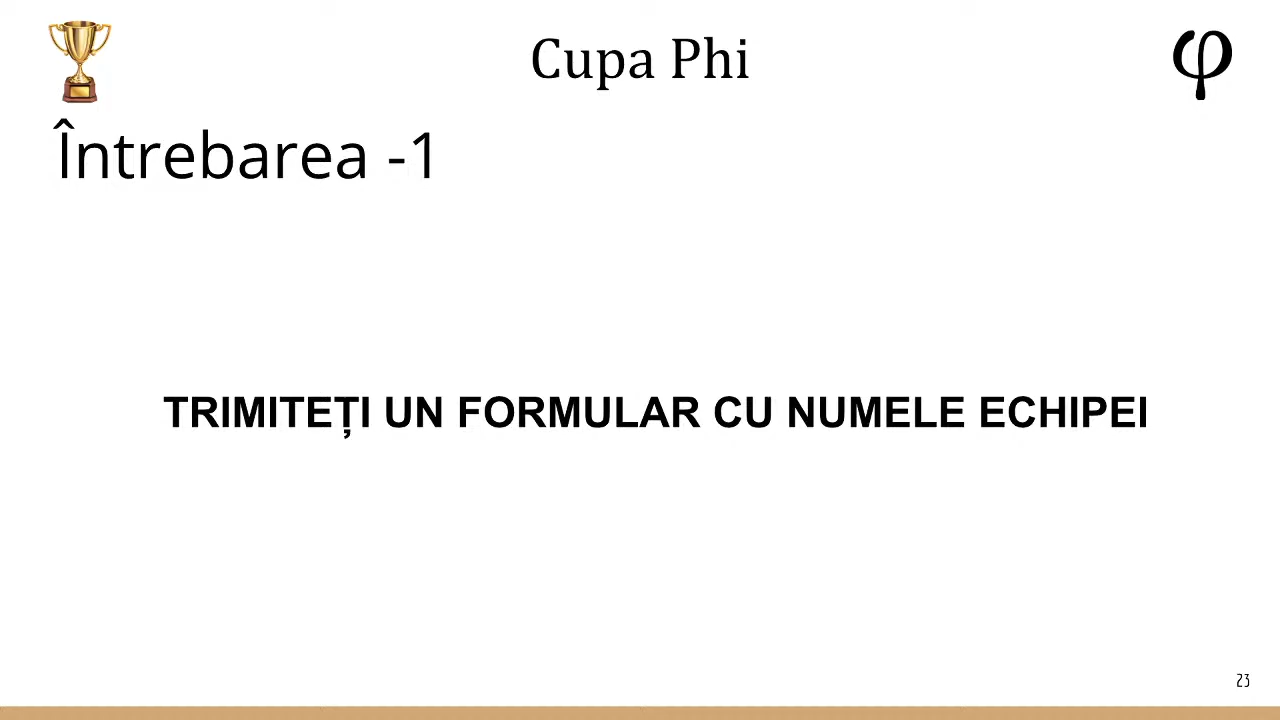 Cupa Phi
φ
Întrebarea -1
TRIMITEȚI UN FORMULAR CU NUMELE ECHIPEI
23